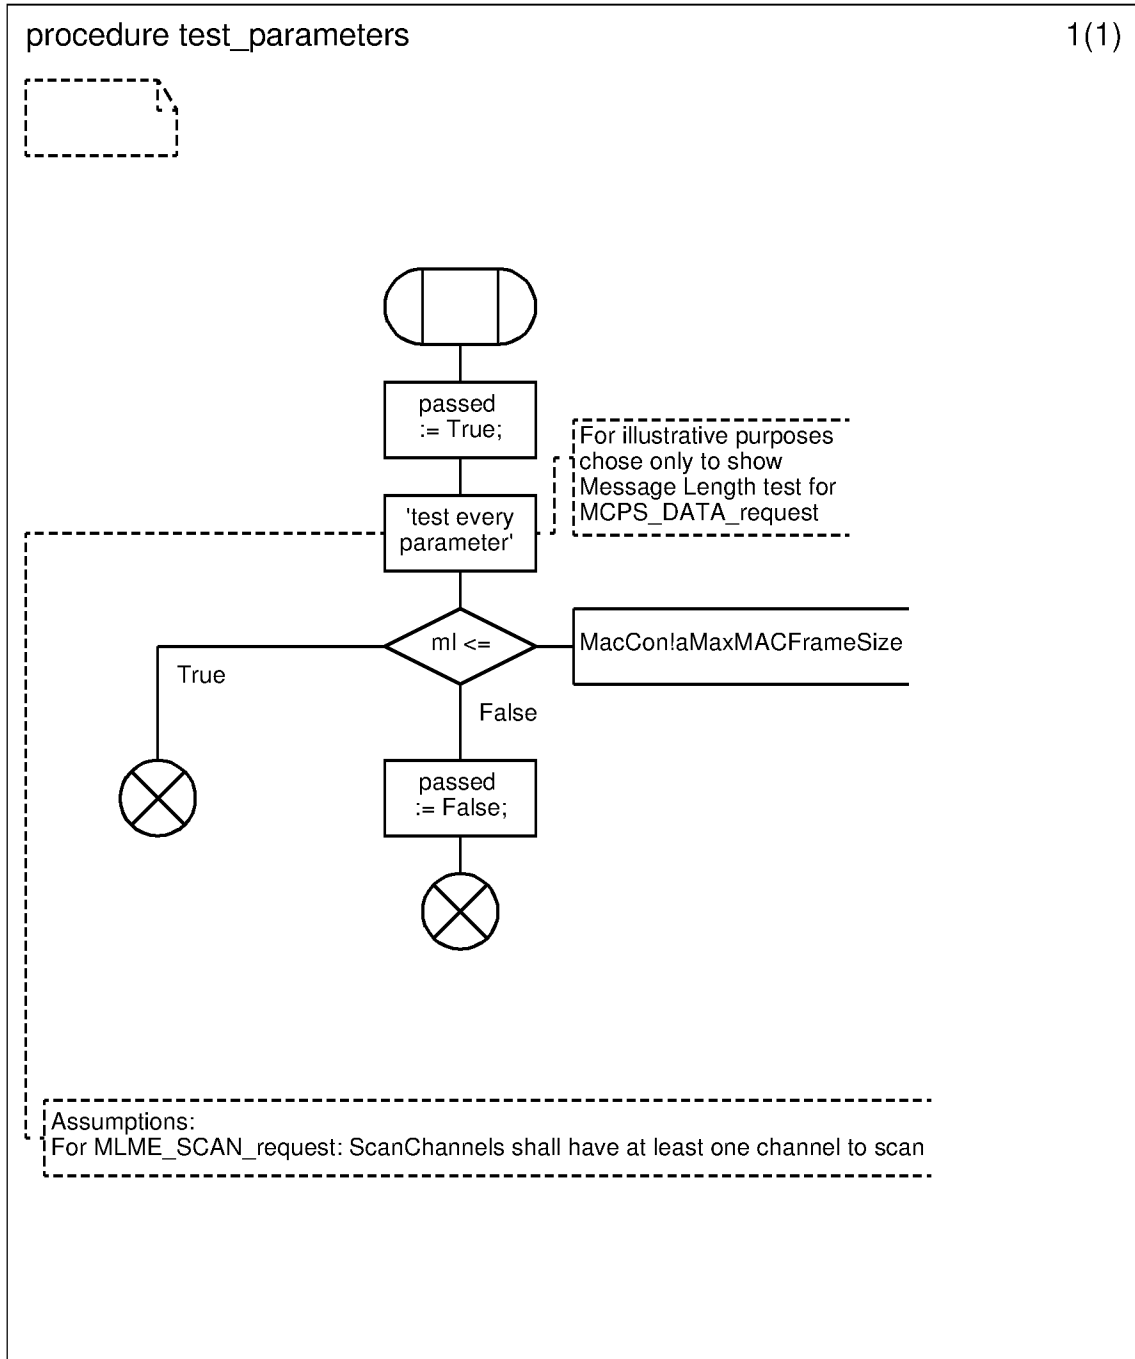 procedure test_parameters
1(1)
passed
:= True;
For illustrative purposes
chose only to show
Message Length test for
MCPS_DATA_request
'test every
parameter'
ml <=
MacCon!aMaxMACFrameSize
True
False
passed
:= False;
Assumptions:
For MLME_SCAN_request: ScanChannels shall have at least one channel to scan